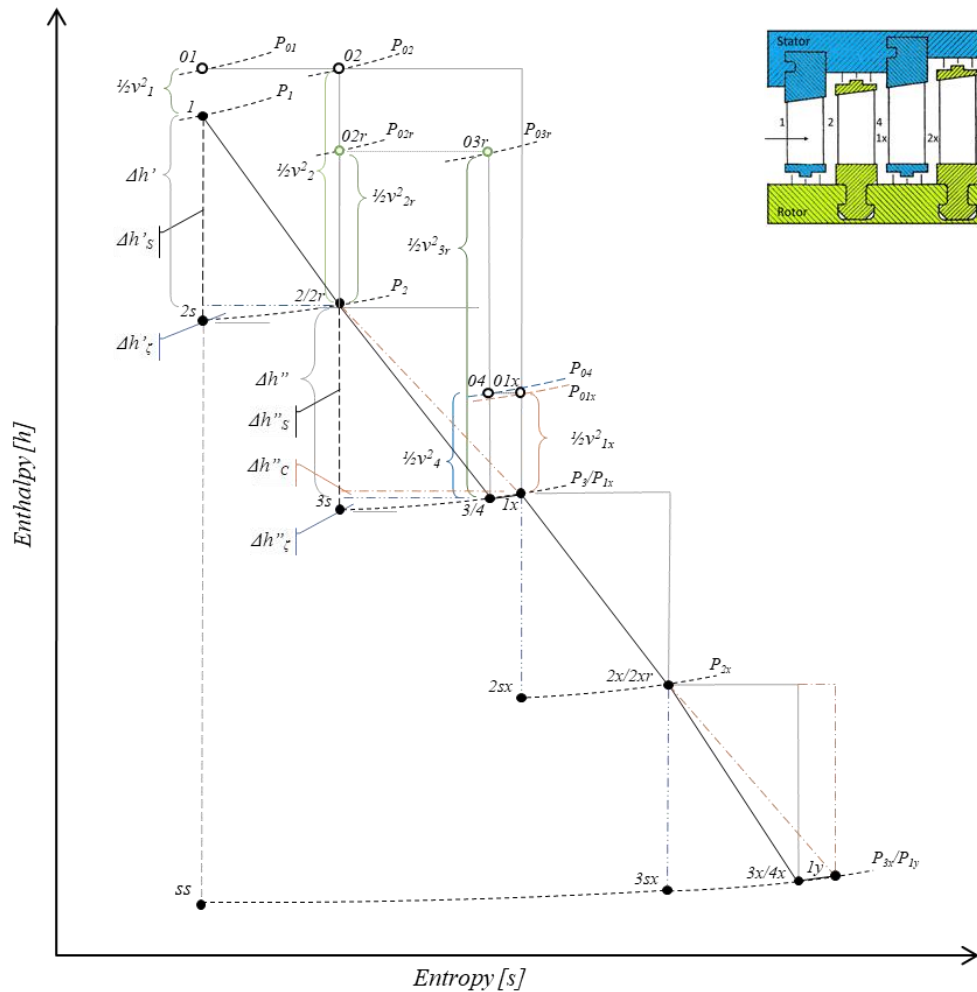 01
P01
02
P02
½v²1
1
P1
02r
P02r
03r
P03r
½v²2
½v²2r
½v²3r
Δh'
Δh's
2/2r
P2
2s
Δh'ζ
Δh"
Δh"s
04
01x
P04
P01x
½v²4
½v²1x
Δh"c
3s
3/4
1x
P3/P1x
Δh"ζ
2x/2xr
P2x
2sx
ss
3sx
3x/4x
1y
P3x/P1y
Enthalpy [h]
Entropy [s]
Stator
1
2
4
1x
2x
Rotor